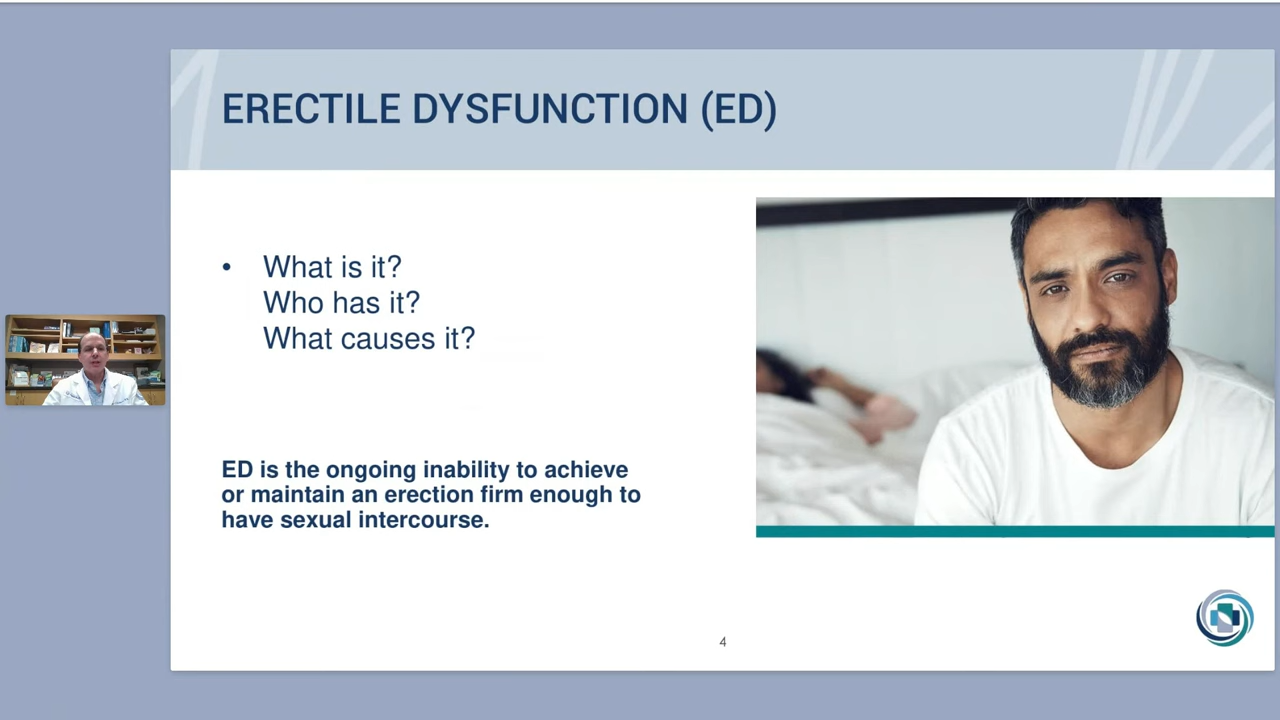 ERECTILE DYSFUNCTION (ED)
• What is it?
Who has it?
What causes it?
ED is the ongoing inability to achieve
or maintain an erection firm enough to
have sexual intercourse.
4